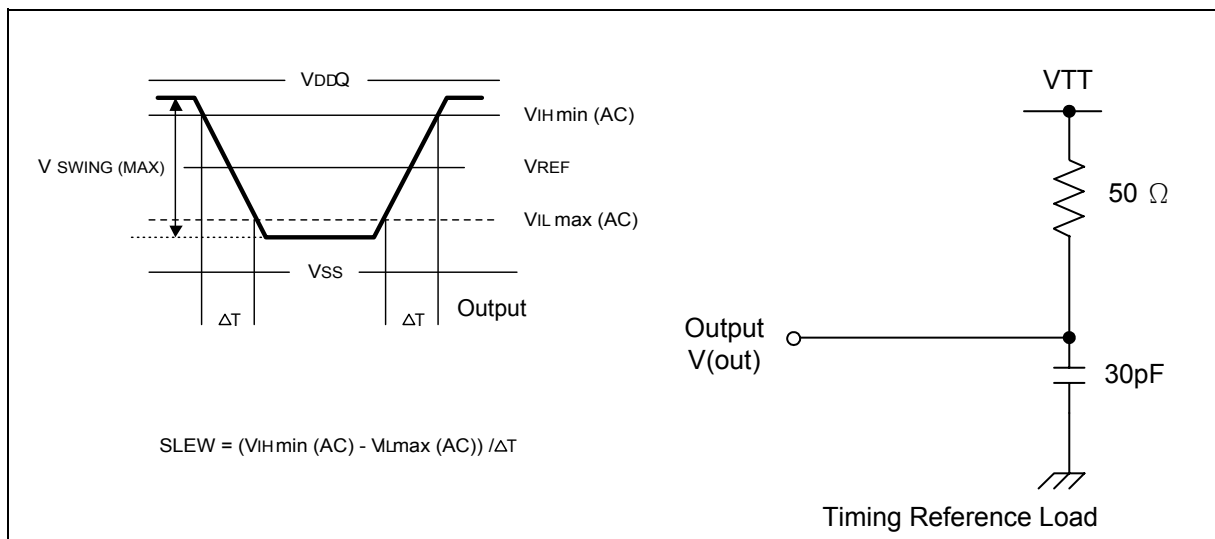 VDDQ
VIH min (AC)
V SWING (MAX)
VREF
VIL max (AC)
VSS
ΔT
ΔT
Output
SLEW = (VIH min (AC) - VILmax (AC)) /ΔT
VTT
50 Ω
Output
V(out)
30pF
Timing Reference Load